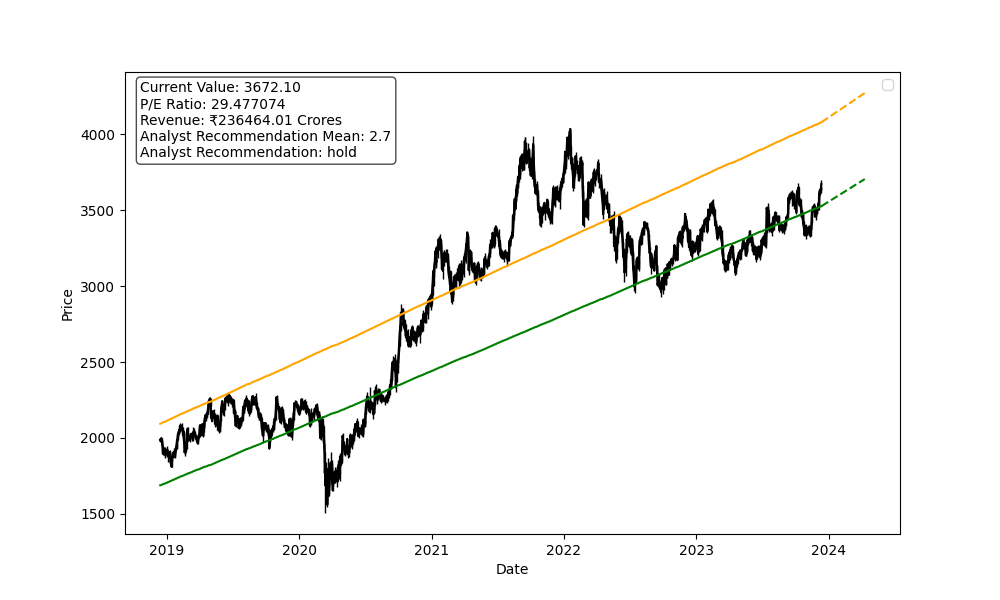 Current Value: 3672.10
P/E Ratio: 29.477074
Revenue: ₹236464.01 Crores
Analyst Recommendation Mean: 2.7
Analyst Recommendation: hold
4000
3500
3000
2500
2000
1500
Price
2019 2020 2021 2022 2023 2024
Date